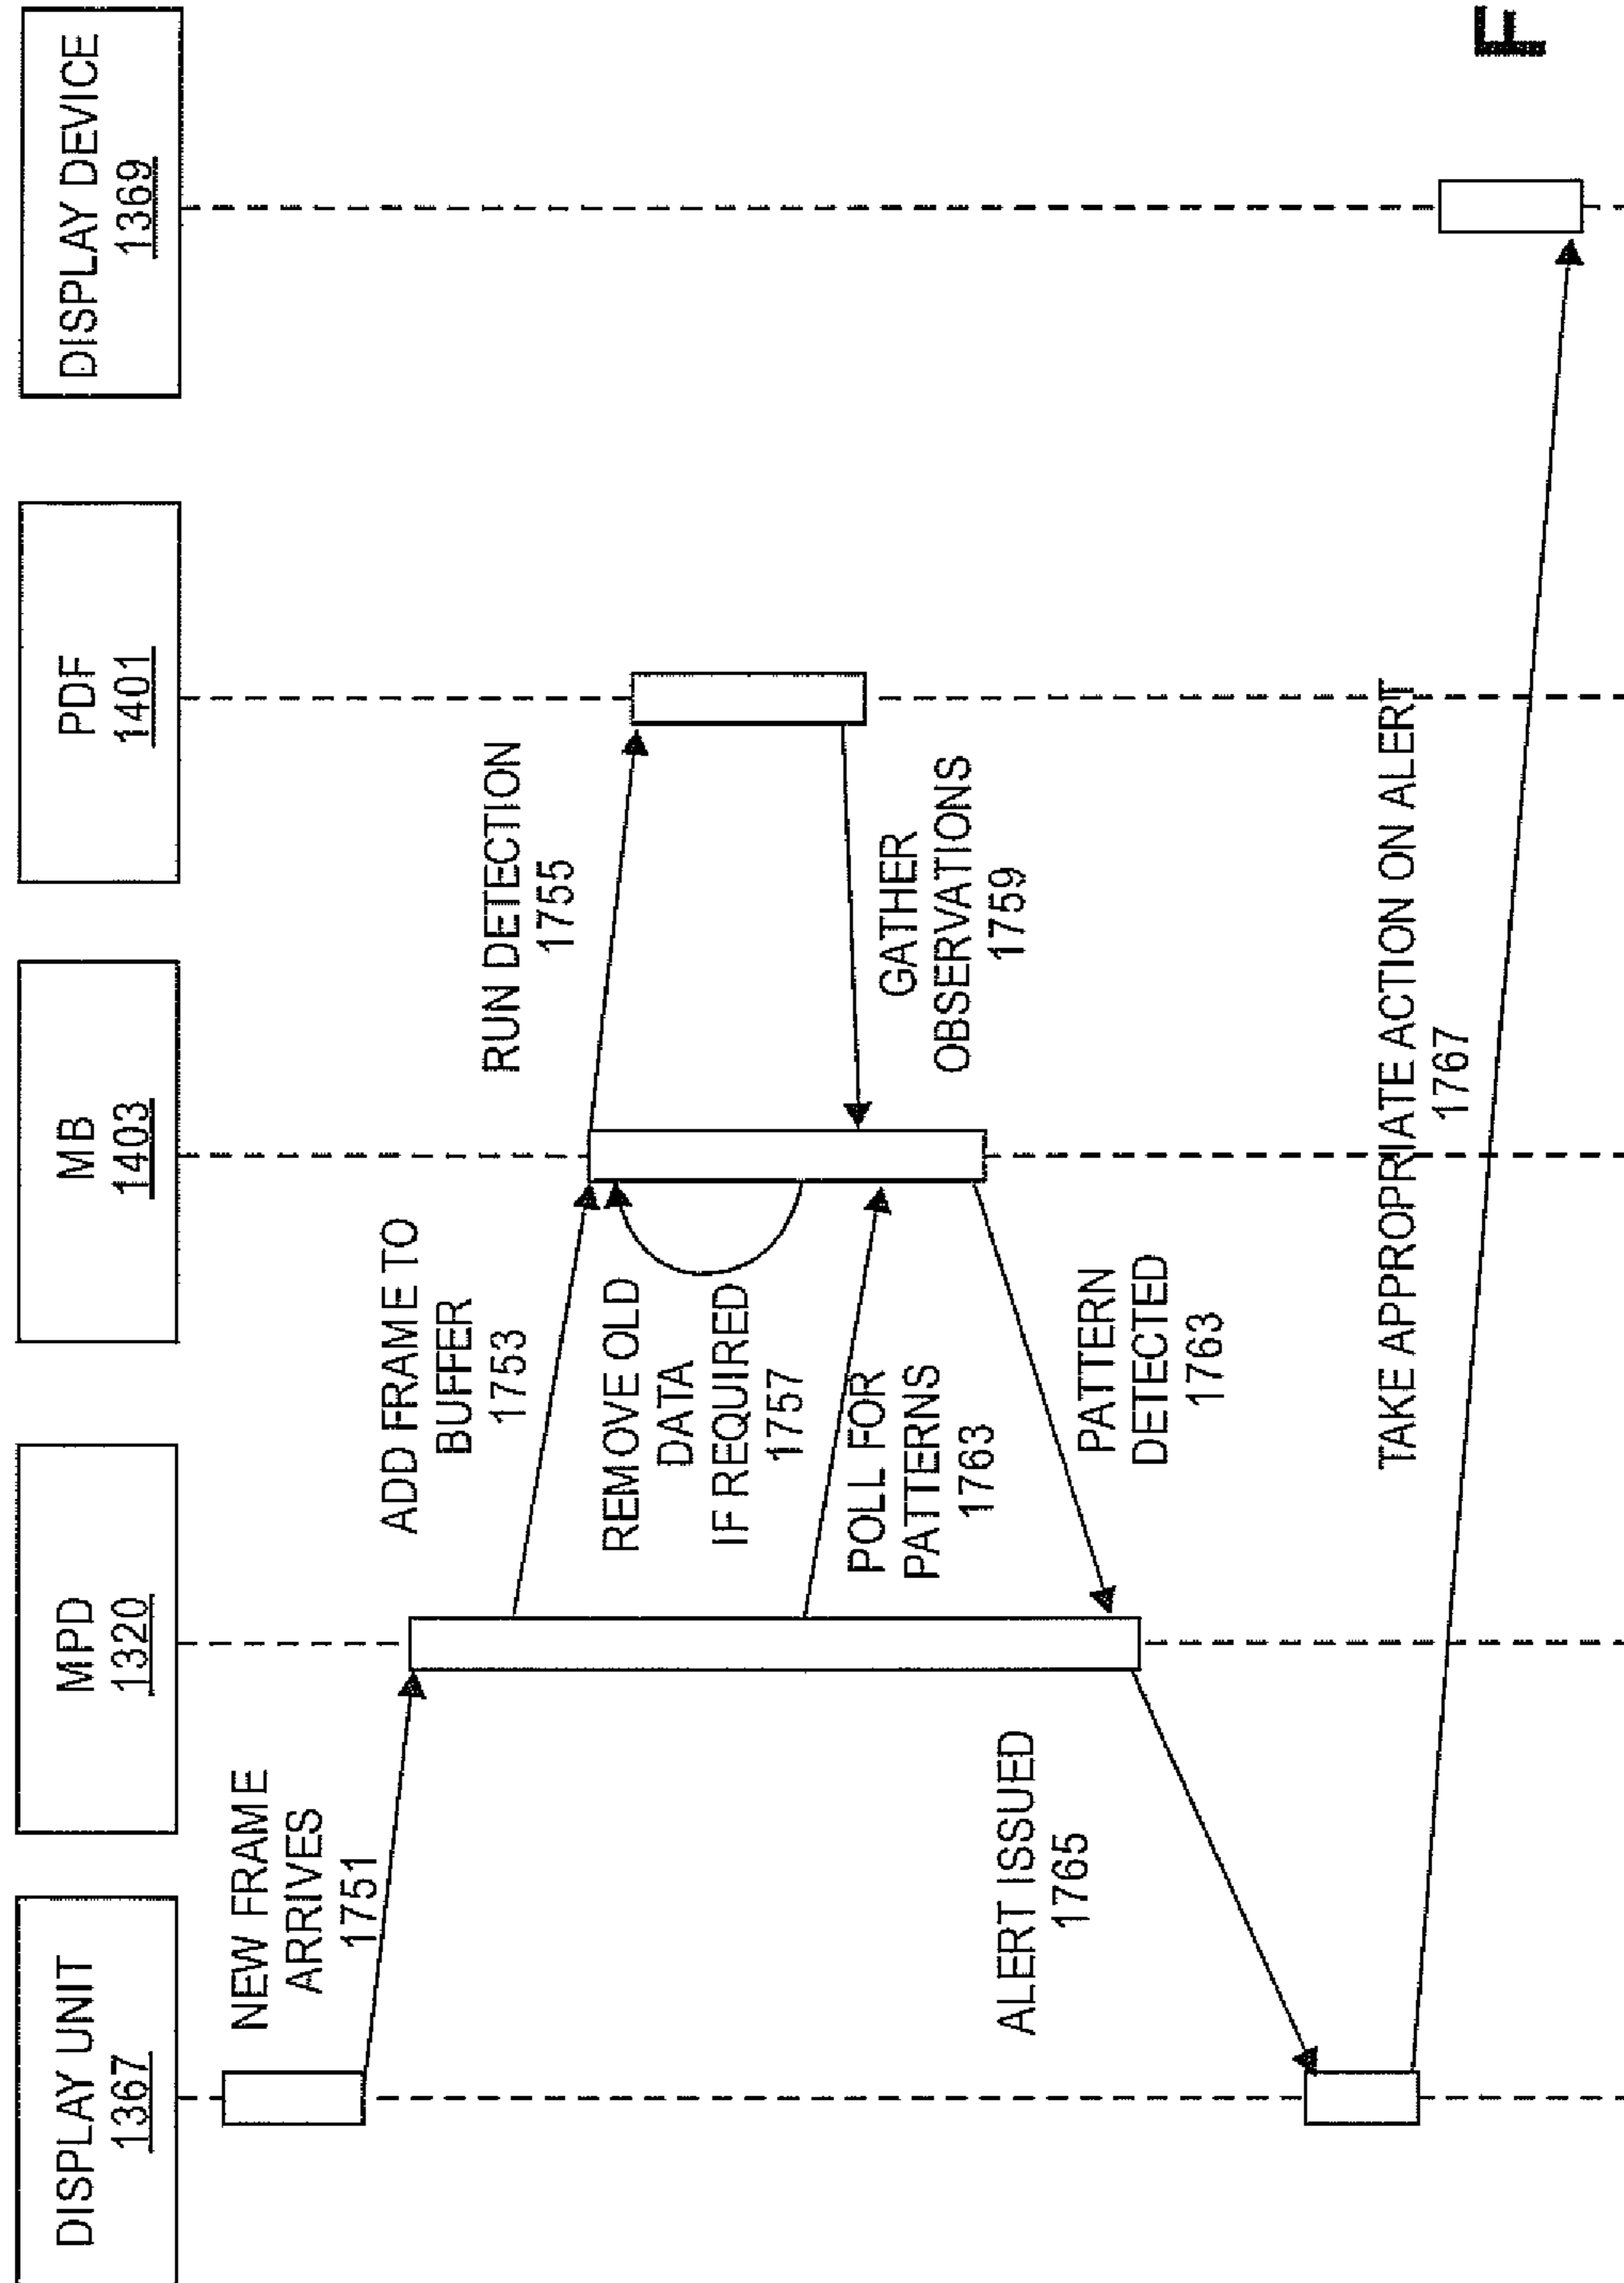 DISPLAY UNIT
1367
MPD
1320
MB
1403
PDF
1401
DISPLAY DEVICE
1369
NEW FRAME
ARRIVES
1751
ADD FRAME TO
BUFFER
1753
RUN DETECTION
1755
REMOVE OLD
DATA
IF REQUIRED
1757
GATHER
OBSERVATIONS
1759
POLL FOR
PATTERNS
1763
PATTERN
DETECTED
1763
ALERT ISSUED
1765
TAKE APPROPRIATE ACTION ON ALERT
1767
F